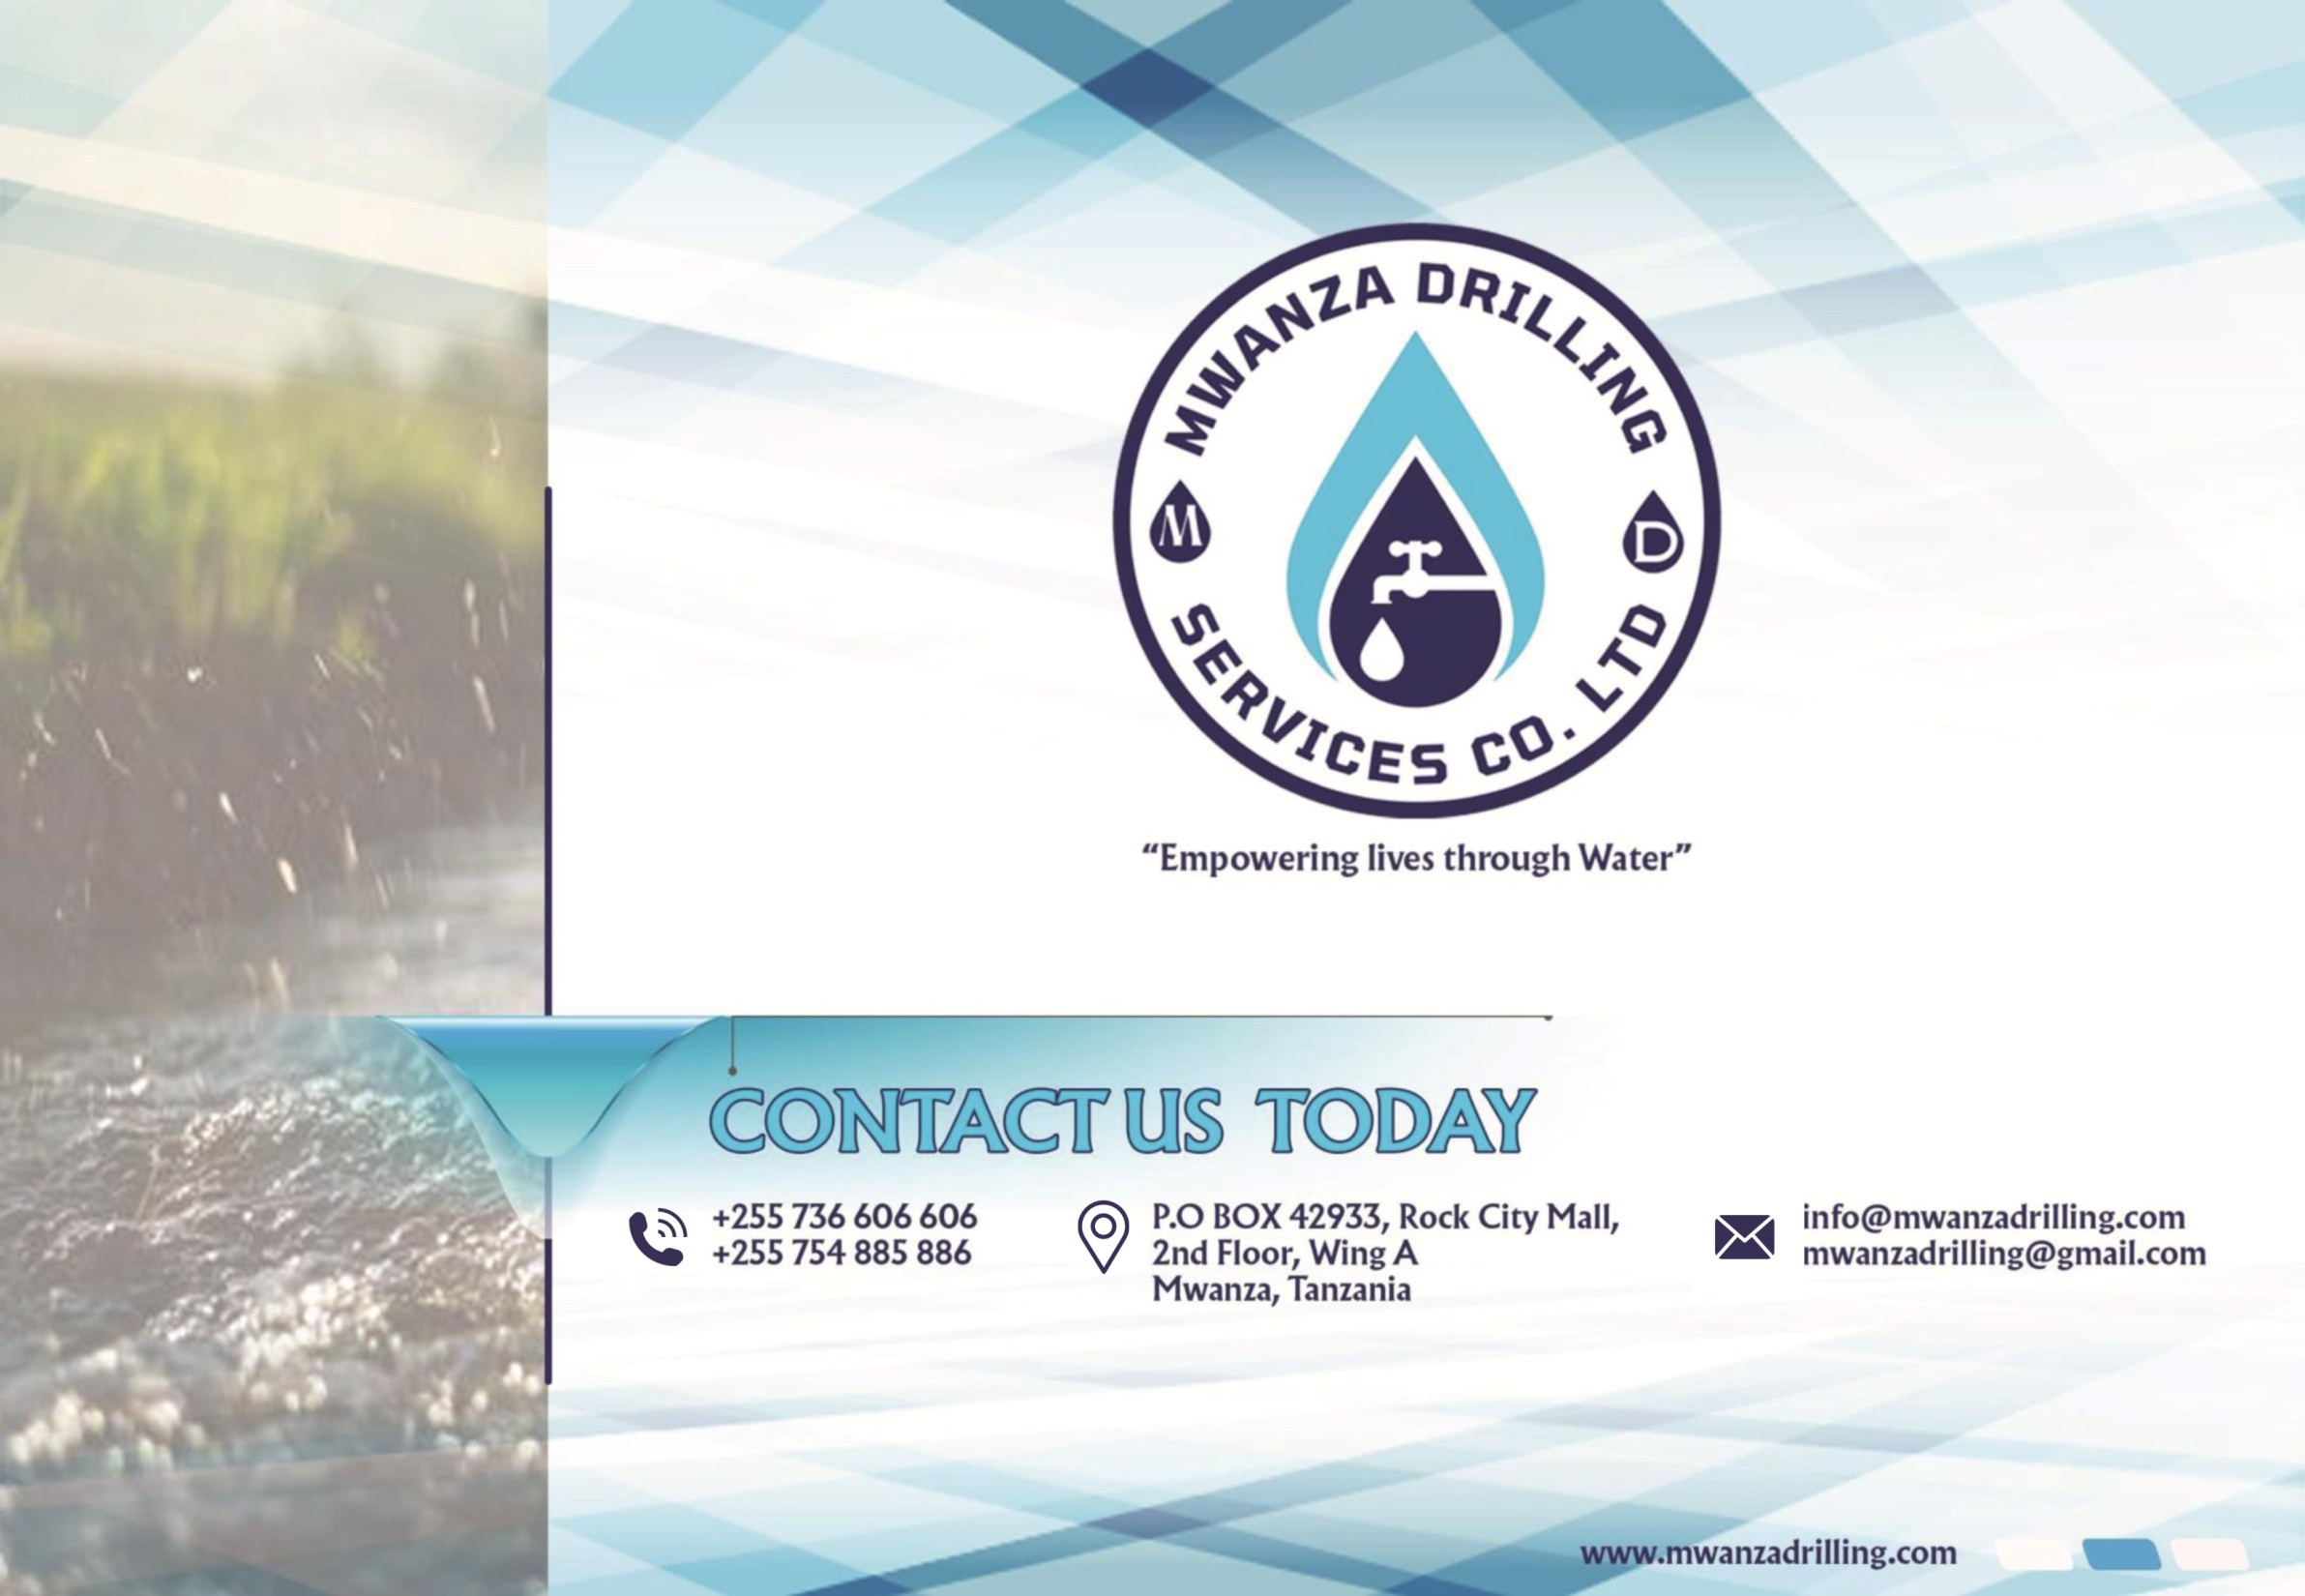 MWANZA DRILLING
M
D
SERVICES CO. LTD
“Empowering lives through Water”
CONTACT US TODAY
+255 736 606 606
+255 754 885 886
P.O BOX 42933, Rock City Mall,
2nd Floor, Wing A
Mwanza, Tanzania
info@mwanzadrilling.com
mwanzadrilling@gmail.com
www.mwanzadrilling.com